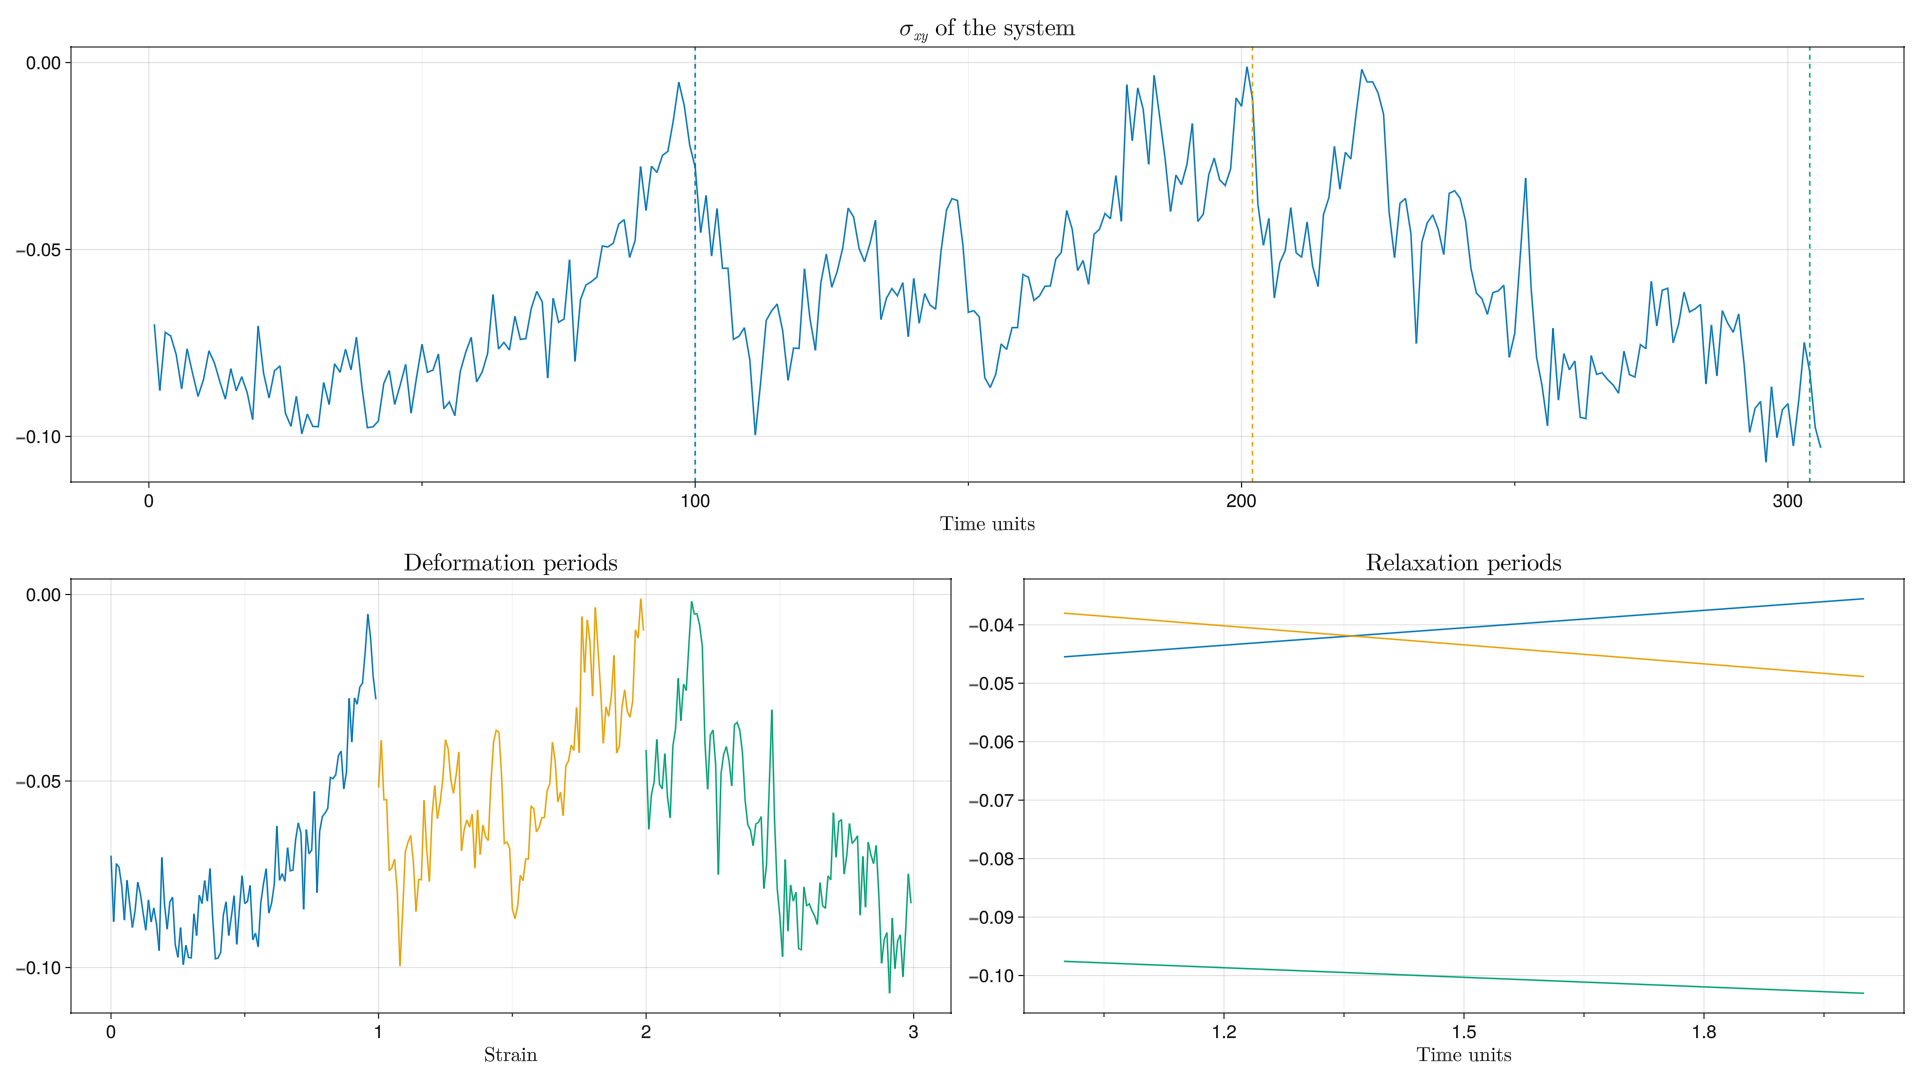 σxy of the system
0.00
−0.05
−0.10
0 100 200 300
Time units
Deformation periods
0.00
−0.05
−0.10
0 1 2 3
Strain
Relaxation periods
−0.04
−0.05
−0.06
−0.07
−0.08
−0.09
−0.10
1.2 1.5 1.8
Time units